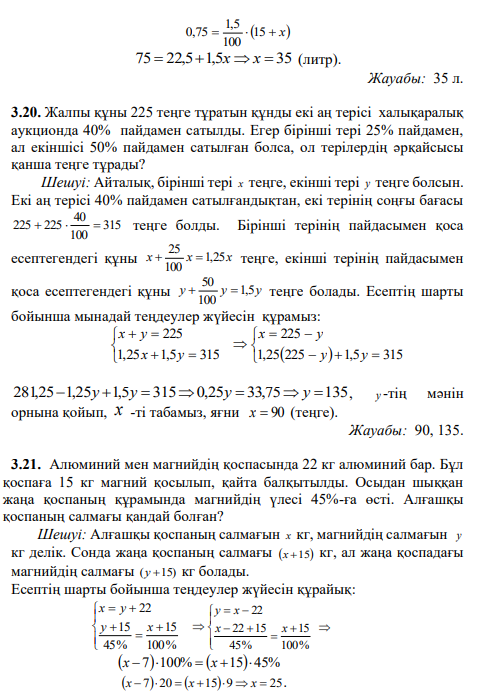 0,75 = 1,5/100 · (15 + x)
75 = 22,5 + 1,5x ⇒ x = 35 (литр).
Жауабы: 35 л.
3.20. Жалпы құны 225 теңге тұратын құнды екі аң терісі халықаралық
аукционда 40% пайдамен сатылды. Егер бірінші тері 25% пайдамен,
ал екіншісі 50% пайдамен сатылған болса, ол терілердің әрқайсысы
қанша теңге тұрады?
Шешуі: Айталық, бірінші тері x теңге, екінші тері y теңге болсын.
Екі аң терісі 40% пайдамен сатылғандықтан, екі терінің соңғы бағасы
225 + 225 · 40/100 = 315 теңге болды. Бірінші терінің пайдасымен қоса
есептегендегі құны x + 25/100 x = 1,25x теңге, екінші терінің пайдасымен
қоса есептегендегі құны y + 50/100 y = 1,5y теңге болады. Есептің шарты
бойынша мынадай теңдеулер жүйесін құрамыз:
{x + y = 225 ⇒ {x = 225 − y
{1,25x + 1,5y = 315 {1,25(225 − y) + 1,5y = 315
281,25 − 1,25y + 1,5y = 315 ⇒ 0,25y = 33,75 ⇒ y = 135, y-тің мәнін
орнына қойып, x -ті табамыз, яғни x = 90 (теңге).
Жауабы: 90, 135.
3.21. Алюминий мен магнийдің қоспасында 22 кг алюминий бар. Бұл
қоспаға 15 кг магний қосылып, қайта балқытылды. Осыдан шыққан
жаңа қоспаның құрамында магнийдің үлесі 45%-ға өсті. Алғашқы
қоспаның салмағы қандай болған?
Шешуі: Алғашқы қоспаның салмағын x кг, магнийдің салмағын y
кг делік. Сонда жаңа қоспаның салмағы (x+15) кг, ал жаңа қоспадағы
магнийдің салмағы (y+15) кг болады.
Есептің шарты бойынша теңдеулер жүйесін құрайық:
{x = y + 22 ⇒ {y = x − 22 ⇒
{y + 15/45% = x + 15/100% {x − 22 + 15/45% = x + 15/100%
(x − 7) · 100% = (x + 15) · 45%
(x − 7) · 20 = (x + 15) · 9 ⇒ x = 25.